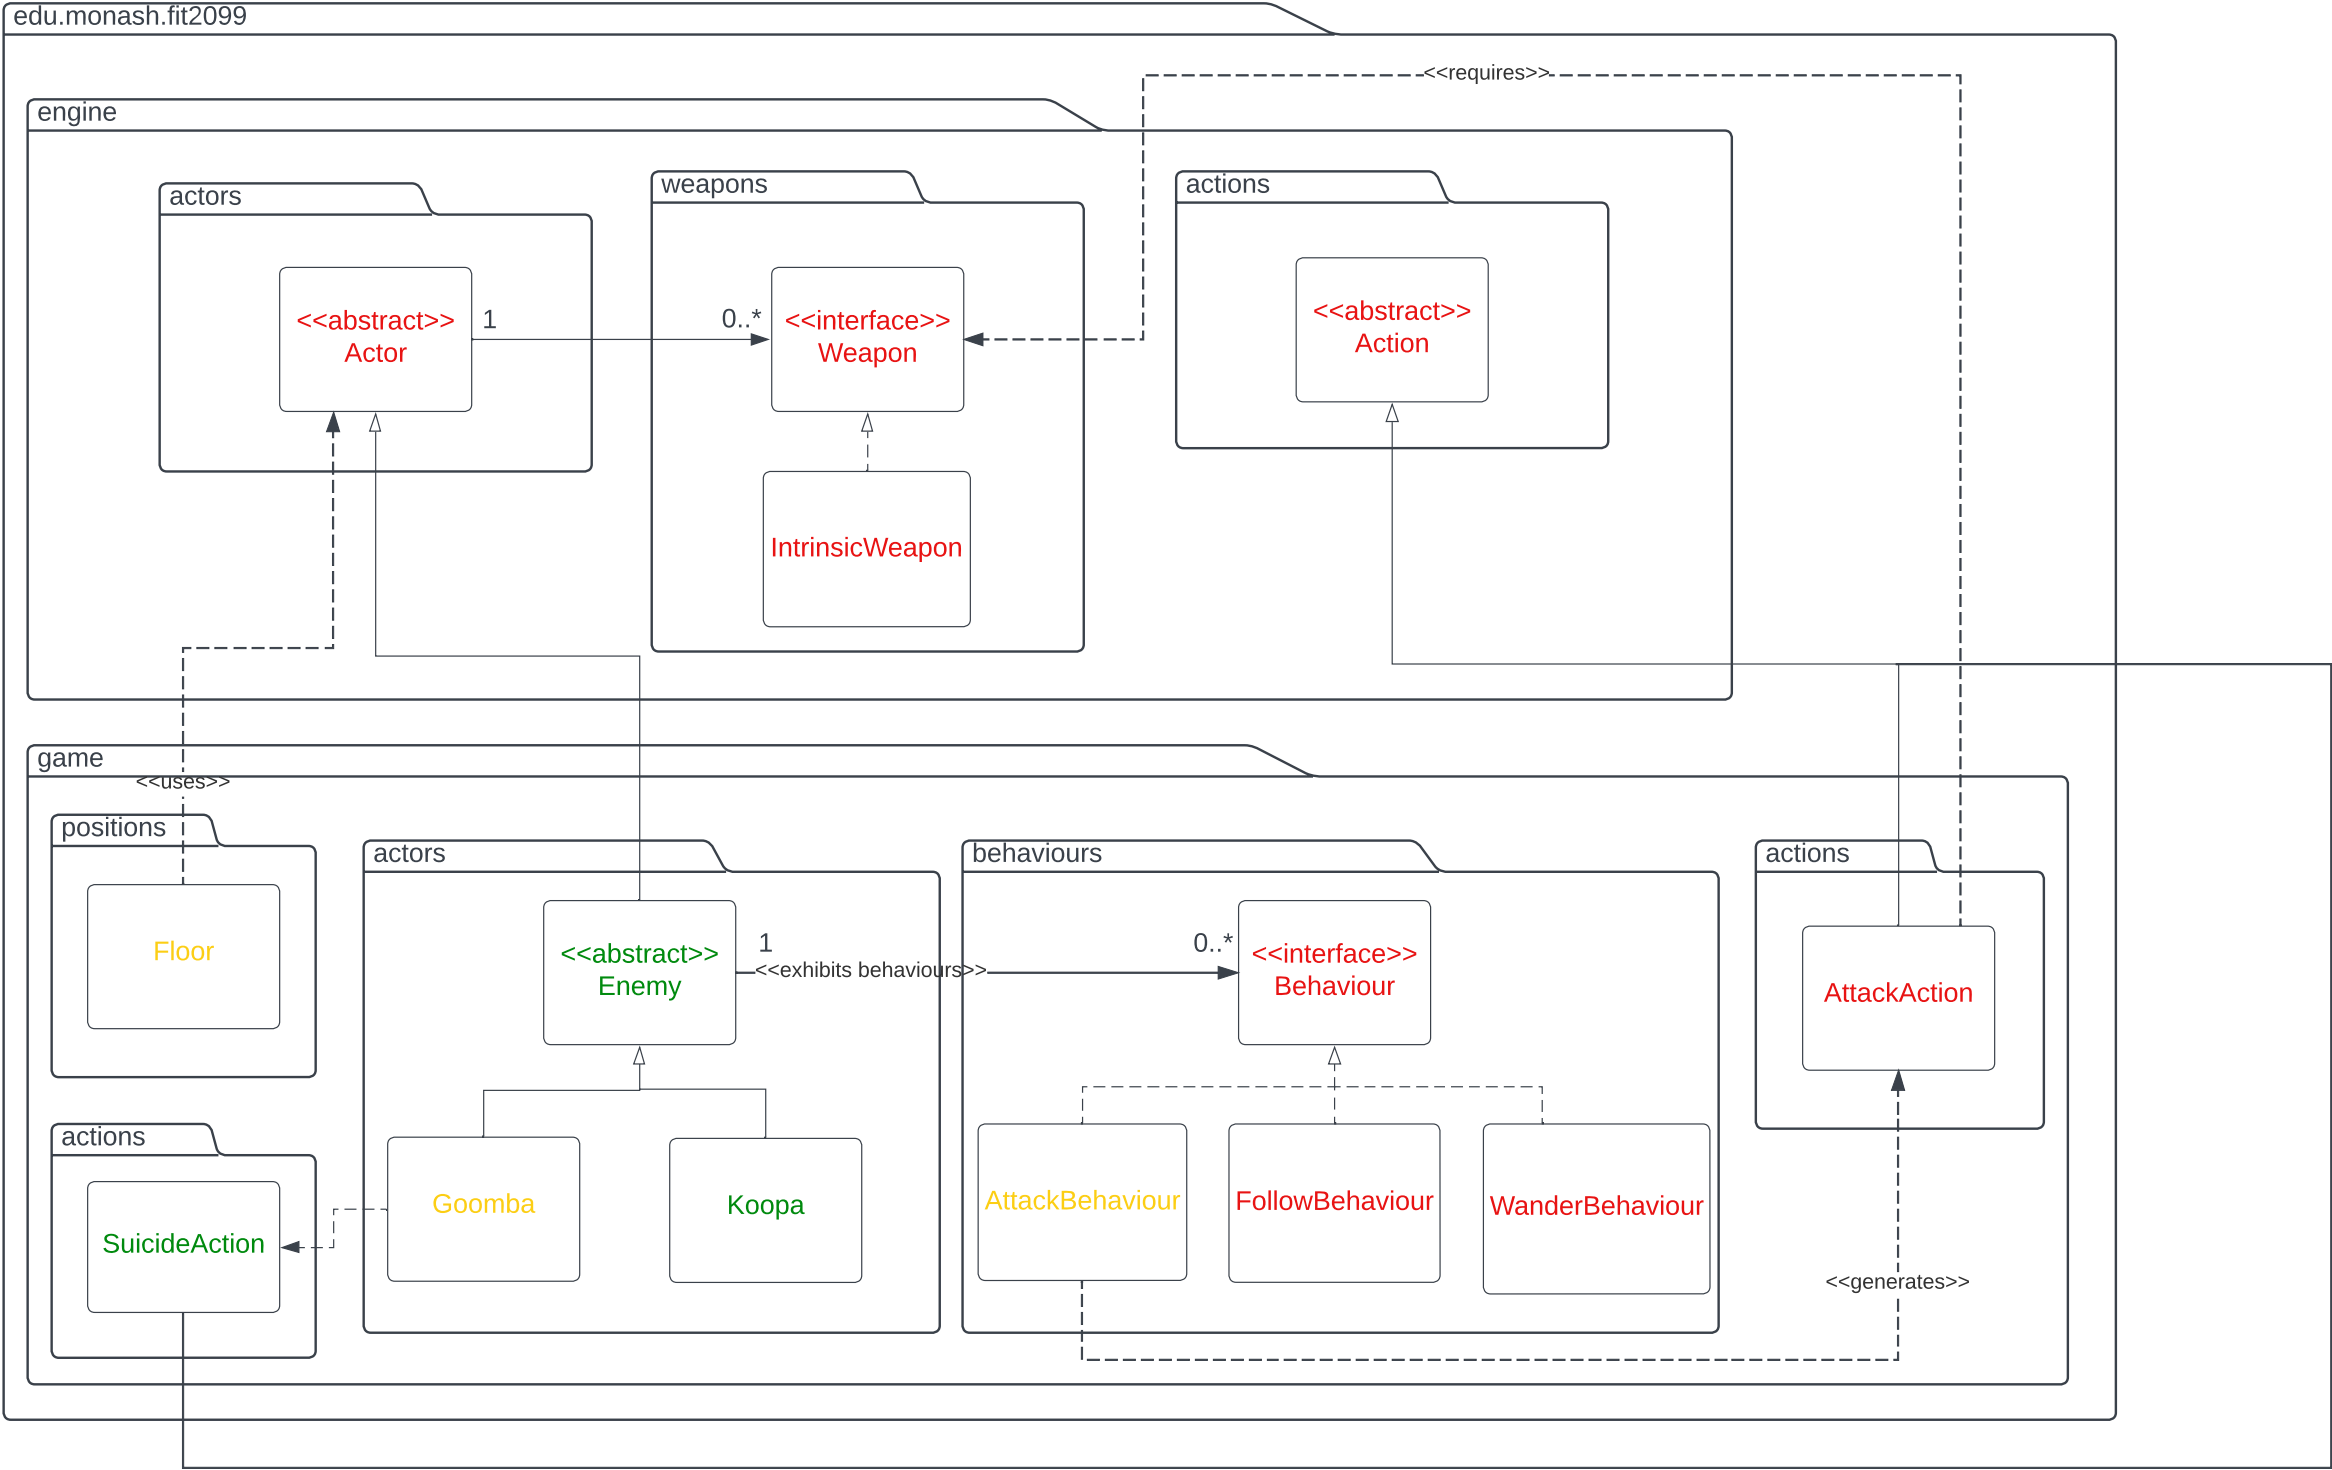 edu.monash.fit2099
<<requires>>
engine
actors
weapons
actions
<<abstract>>
Actor
1
0..*
<<interface>>
Weapon
<<abstract>>
Action
IntrinsicWeapon
game
<<uses>>
positions
actors
behaviours
actions
Floor
<<abstract>>
Enemy
1
<<exhibits behaviours>>
0..*
<<interface>>
Behaviour
AttackAction
actions
SuicideAction
Goomba
Koopa
AttackBehaviour
FollowBehaviour
WanderBehaviour
<<generates>>